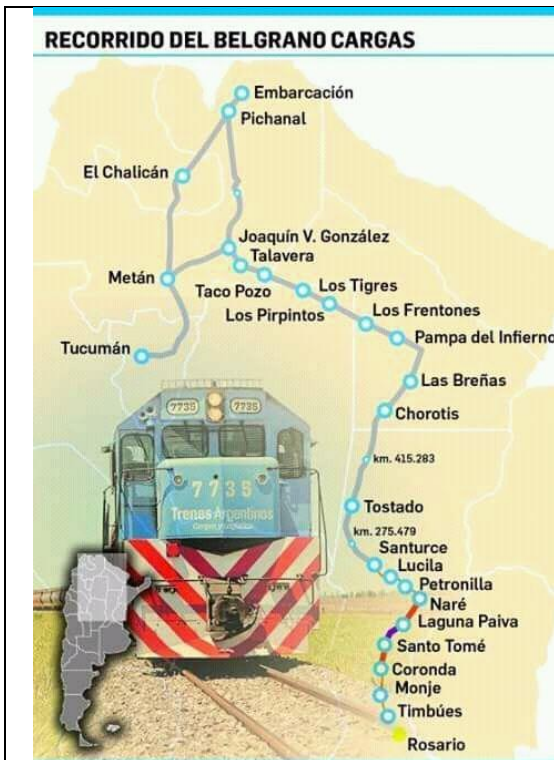 RECORRIDO DEL BELGRANO CARGAS
Embarcación
Pichanal
El Chalicán
Joaquín V. González
Talavera
Metán
Taco Pozo
Los Tigres
Los Pirpintos
Los Frentones
Tucumán
Pampa del Infierno
Las Breñas
7735
7735
Chorotis
km. 415.283
7735
Tostado
Trenes Argentinos
km. 275.479
Santurce
Lucila
Petronilla
Naré
Laguna Paiva
Santo Tomé
Coronda
Monje
Timbúes
Rosario